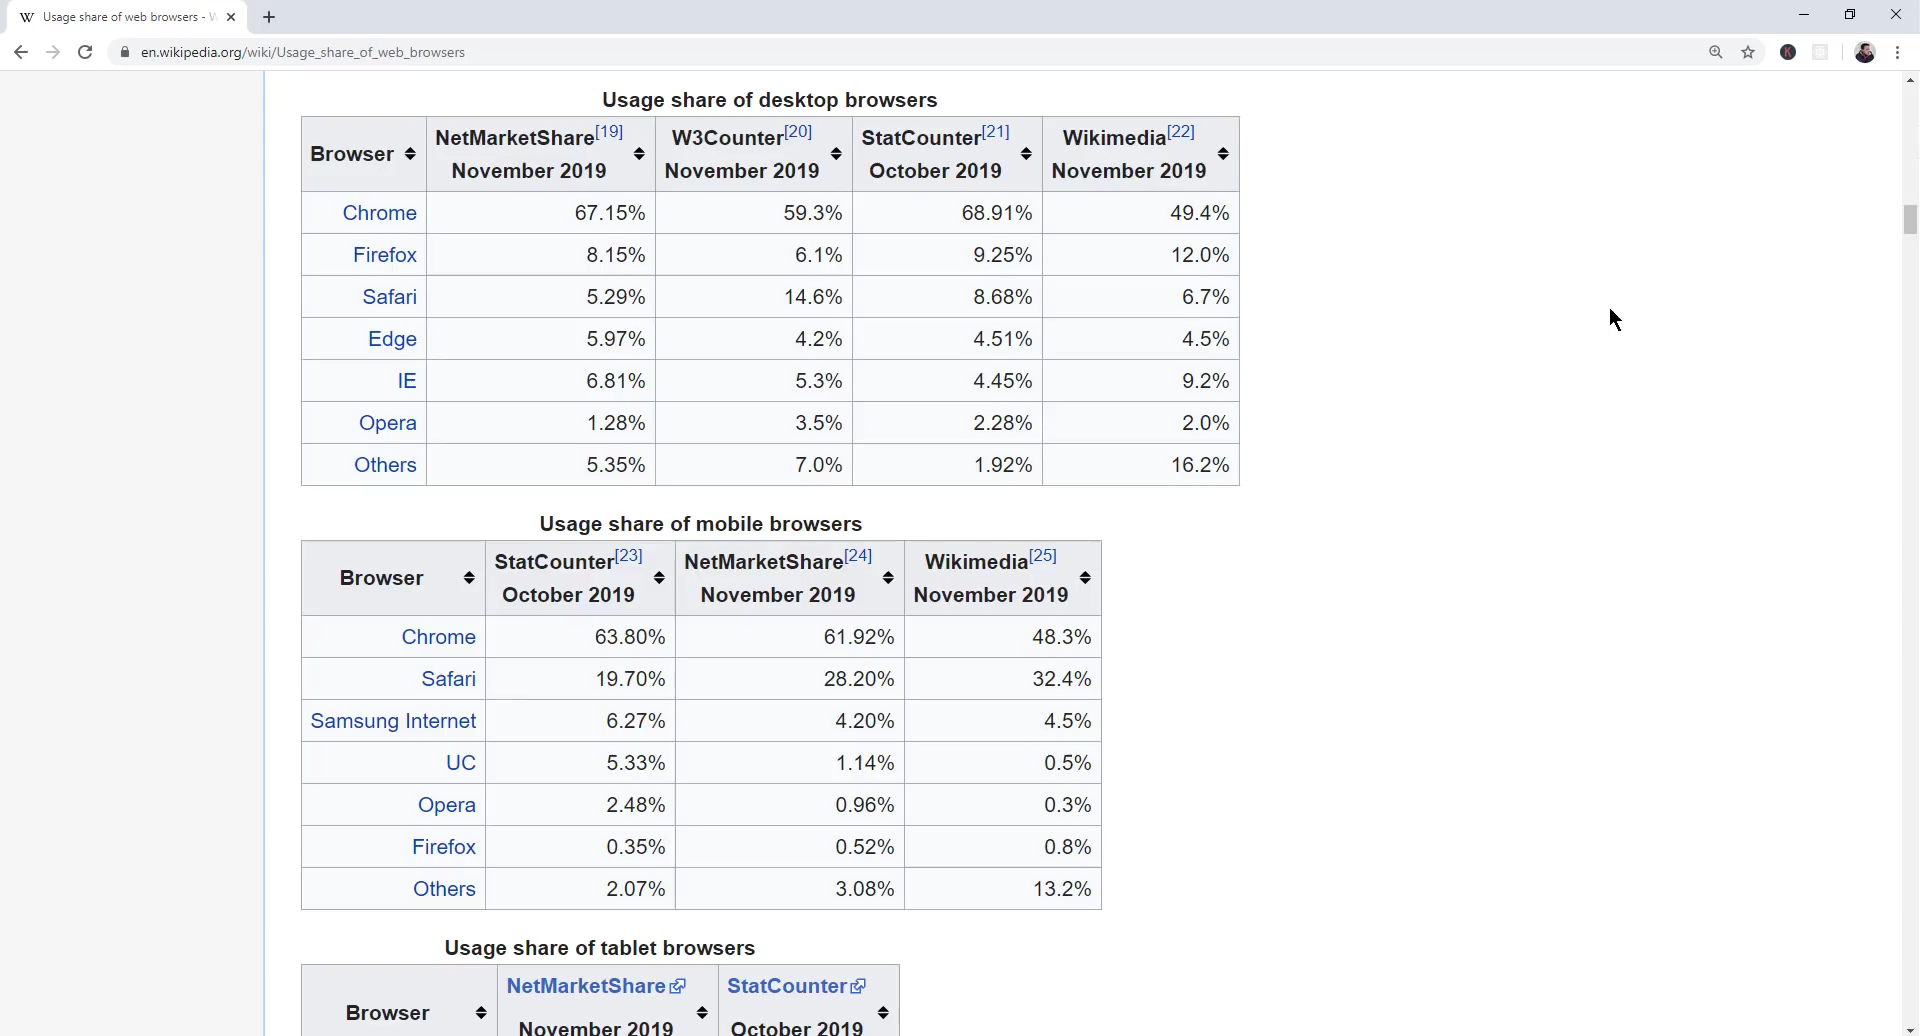 Usage share of web browsers - W
en.wikipedia.org/wiki/Usage_share_of_web_browsers
K
Usage share of desktop browsers
Browser NetMarketShare[19] November 2019 W3Counter[20] November 2019 StatCounter[21] October 2019 Wikimedia[22] November 2019
Chrome 67.15% 59.3% 68.91% 49.4%
Firefox 8.15% 6.1% 9.25% 12.0%
Safari 5.29% 14.6% 8.68% 6.7%
Edge 5.97% 4.2% 4.51% 4.5%
IE 6.81% 5.3% 4.45% 9.2%
Opera 1.28% 3.5% 2.28% 2.0%
Others 5.35% 7.0% 1.92% 16.2%
Usage share of mobile browsers
Browser StatCounter[23] October 2019 NetMarketShare[24] November 2019 Wikimedia[25] November 2019
Chrome 63.80% 61.92% 48.3%
Safari 19.70% 28.20% 32.4%
Samsung Internet 6.27% 4.20% 4.5%
UC 5.33% 1.14% 0.5%
Opera 2.48% 0.96% 0.3%
Firefox 0.35% 0.52% 0.8%
Others 2.07% 3.08% 13.2%
Usage share of tablet browsers
Browser NetMarketShare November 2019 StatCounter October 2019